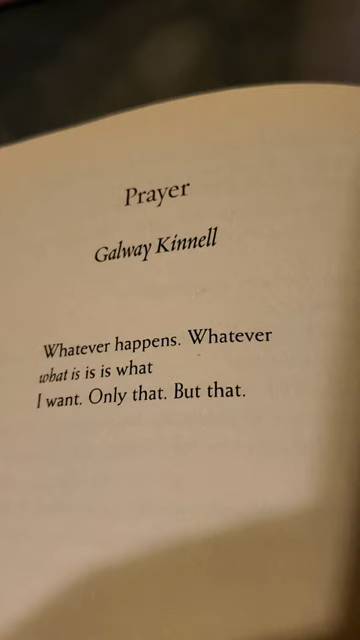 Prayer
Galway Kinnell
Whatever happens. Whatever
what is is is what
I want. Only that. But that.